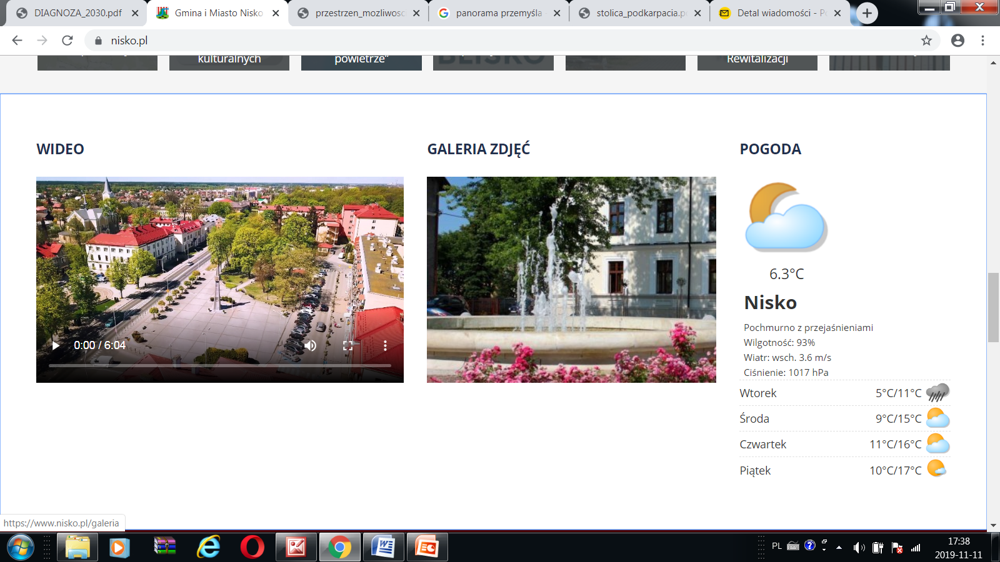 DIAGNOZA_2030.pdf
Gmina i Miasto Nisko
przestrzen_mozliwosc
panorama przemyśla
stolica_podkarpacia.p
Detal wiadomości - Po
nisko.pl
kulturalnych
powietrze"
BLISKO
Rewitalizacji
WIDEO
GALERIA ZDJĘĆ
POGODA
0:00 / 6:04
6.3°C
Nisko
Pochmurno z przejaśnieniami
Wilgotność: 93%
Wiatr: wsch. 3.6 m/s
Ciśnienie: 1017 hPa
Wtorek 5°C/11°C
Środa 9°C/15°C
Czwartek 11°C/16°C
Piątek 10°C/17°C
https://www.nisko.pl/galeria
PL
17:38
2019-11-11